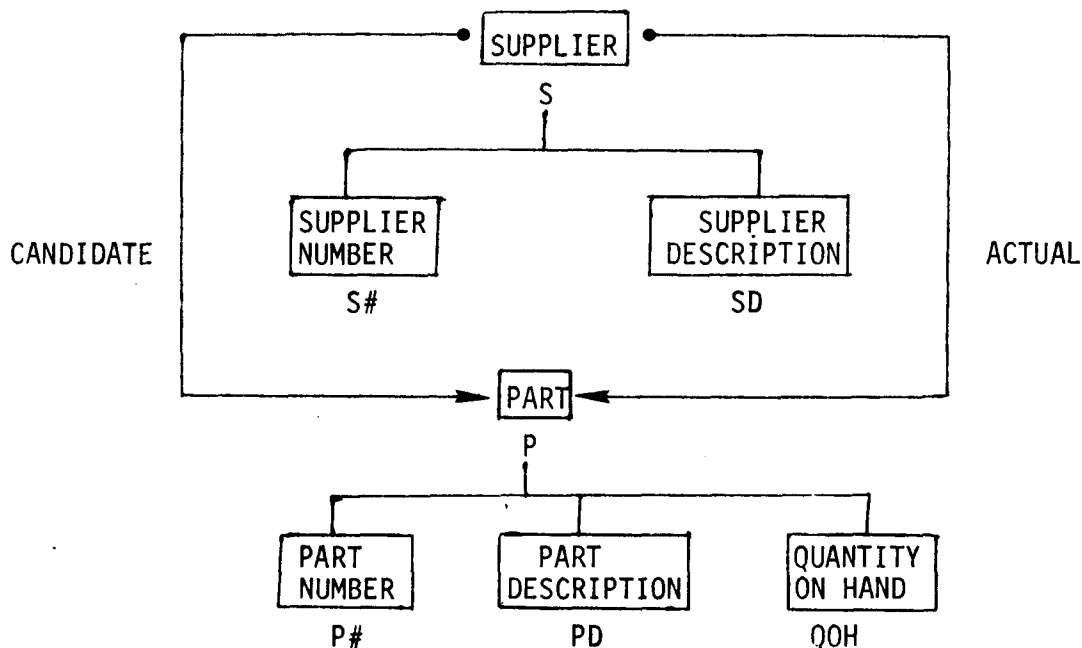 SUPPLIER
S
SUPPLIER
NUMBER
S#
SUPPLIER
DESCRIPTION
SD
CANDIDATE
ACTUAL
PART
P
PART
NUMBER
P#
PART
DESCRIPTION
PD
QUANTITY
ON HAND
QOH